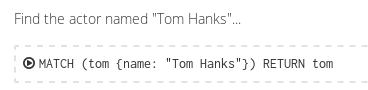 Find the actor named "Tom Hanks"...
MATCH (tom {name: "Tom Hanks"}) RETURN tom